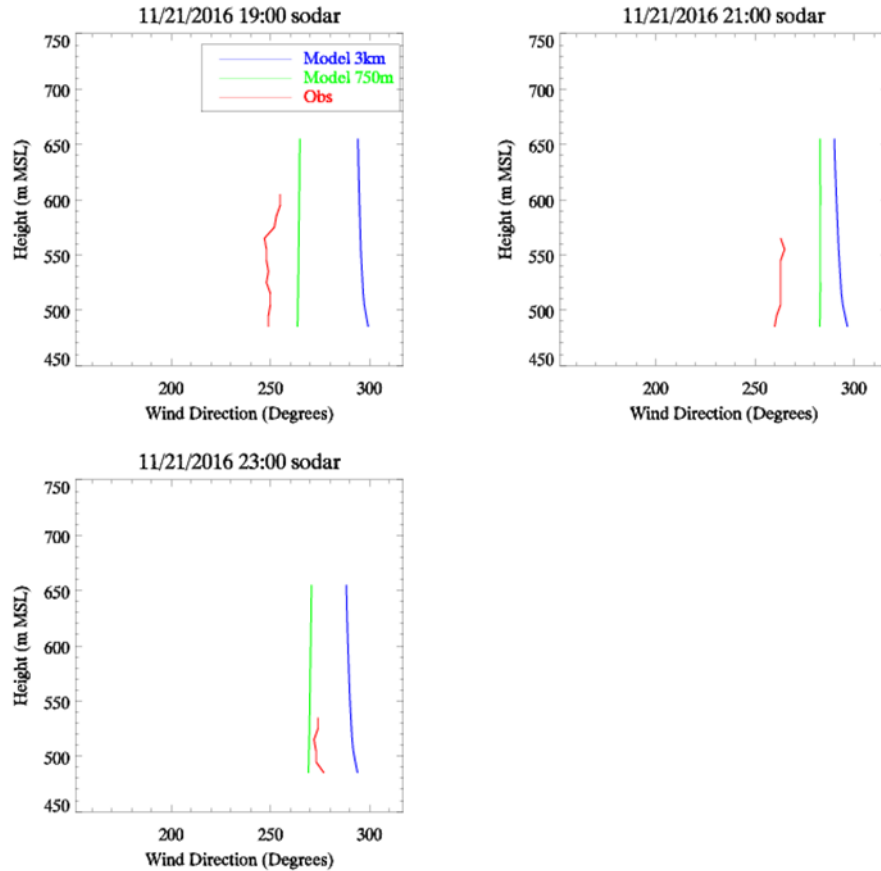 11/21/2016 19:00 sodar
750
700
650
600
550
500
450
Height (m MSL)
200 250 300
Wind Direction (Degrees)
Model 3km
Model 750m
Obs
11/21/2016 21:00 sodar
750
700
650
600
550
500
450
Height (m MSL)
200 250 300
Wind Direction (Degrees)
11/21/2016 23:00 sodar
750
700
650
600
550
500
450
Height (m MSL)
200 250 300
Wind Direction (Degrees)